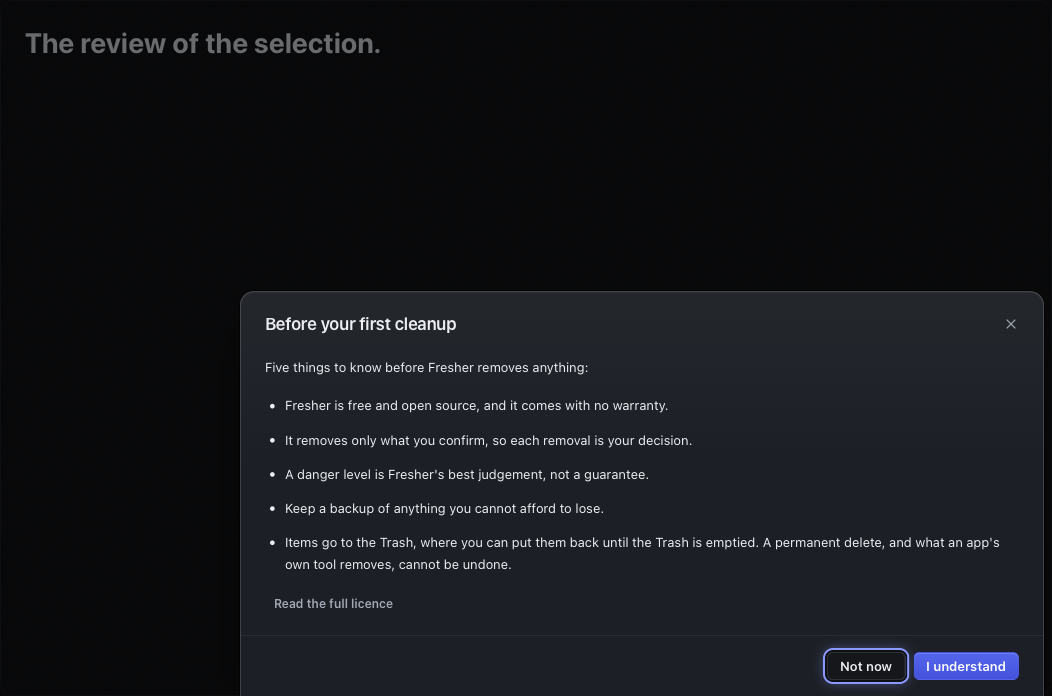 The review of the selection.
Before your first cleanup
Five things to know before Fresher removes anything:
• Fresher is free and open source, and it comes with no warranty.
• It removes only what you confirm, so each removal is your decision.
• A danger level is Fresher's best judgement, not a guarantee.
• Keep a backup of anything you cannot afford to lose.
• Items go to the Trash, where you can put them back until the Trash is emptied. A permanent delete, and what an app's
own tool removes, cannot be undone.
Read the full licence
Not now
I understand